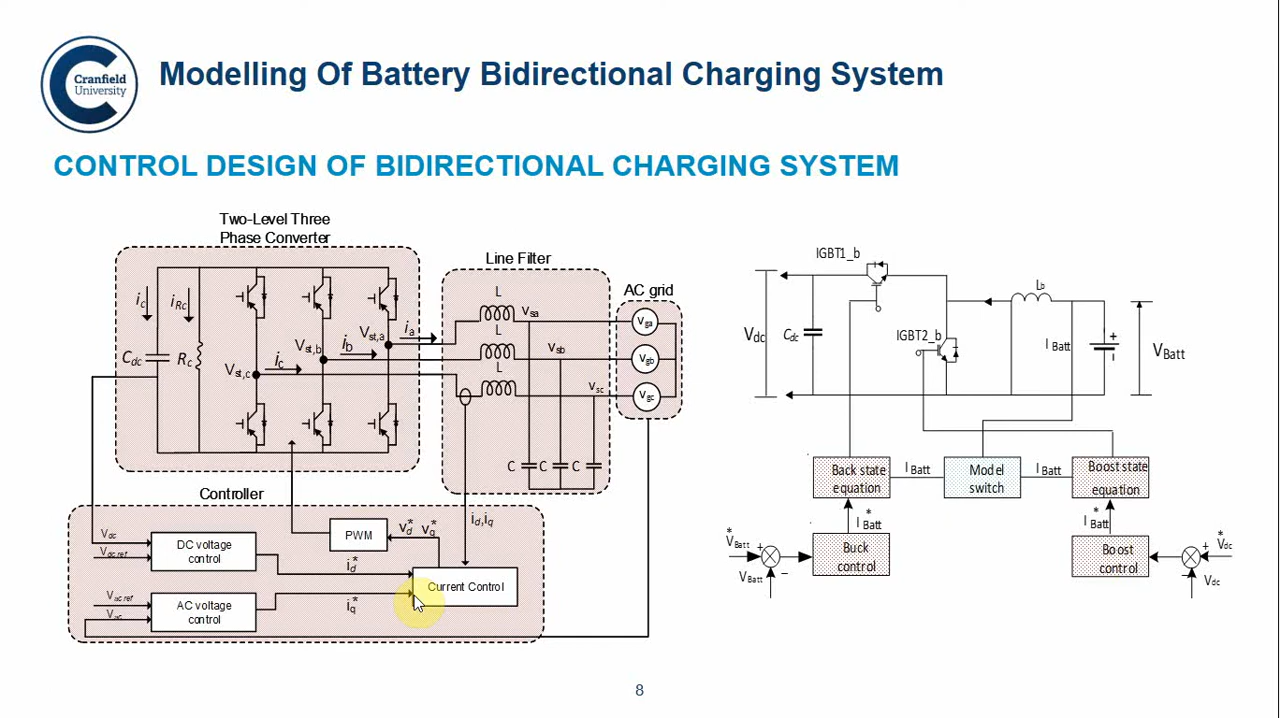 Cranfield
University
Modelling Of Battery Bidirectional Charging System
CONTROL DESIGN OF BIDIRECTIONAL CHARGING SYSTEM
Two-Level Three
Phase Converter
Line Filter
AC grid
ic
iRc
Cdc
Rc
Vst,a
Vst,b
Vst,c
ia
ib
ic
L
L
L
vsa
vsb
vsc
vga
vgb
vgc
C C C
Controller
Vdc
Vdc ref
DC voltage
control
id*
PWM
vd* vq*
id,iq
Current Control
Vac ref
Vac
AC voltage
control
iq*
IGBT1_b
Lb
Vdc
Cdc
IGBT2_b
I Batt
+
VBatt
Back state
equation
I Batt
Model
switch
I Batt
Boost state
equation
I*Batt
I*Batt
V*Batt
+
VBatt
−
Buck
control
Boost
control
+
V*dc
−
Vdc
8